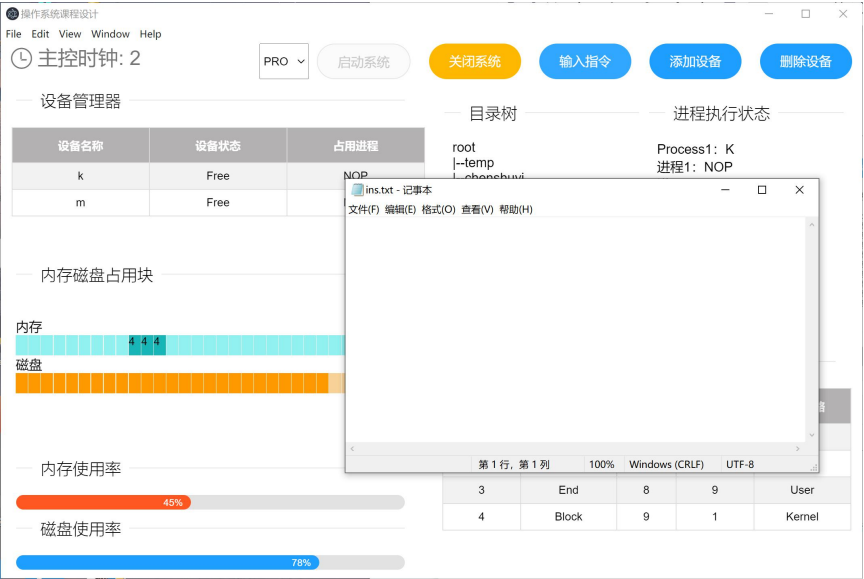 操作系统课程设计
File Edit View Window Help
主控时钟: 2
PRO
启动系统
关闭系统
输入指令
添加设备
删除设备
设备管理器
设备名称 设备状态 占用进程
k Free NOP
m Free
目录树
root
|--temp
进程执行状态
Process1: K
进程1: NOP
ins.txt - 记事本
文件(F) 编辑(E) 格式(O) 查看(V) 帮助(H)
第 1 行，第 1 列 100% Windows (CRLF) UTF-8
内存磁盘占用块
内存
4 4 4
磁盘
内存使用率
45%
磁盘使用率
78%
3 End 8 9 User
4 Block 9 1 Kernel